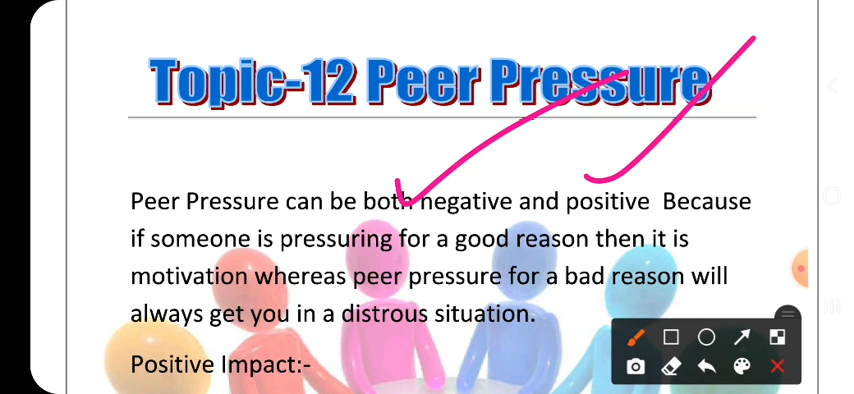 Topic-12 Peer Pressure
Peer Pressure can be both negative and positive  Because
if someone is pressuring for a good reason then it is
motivation whereas peer pressure for a bad reason will
always get you in a distrous situation.
Positive Impact:-